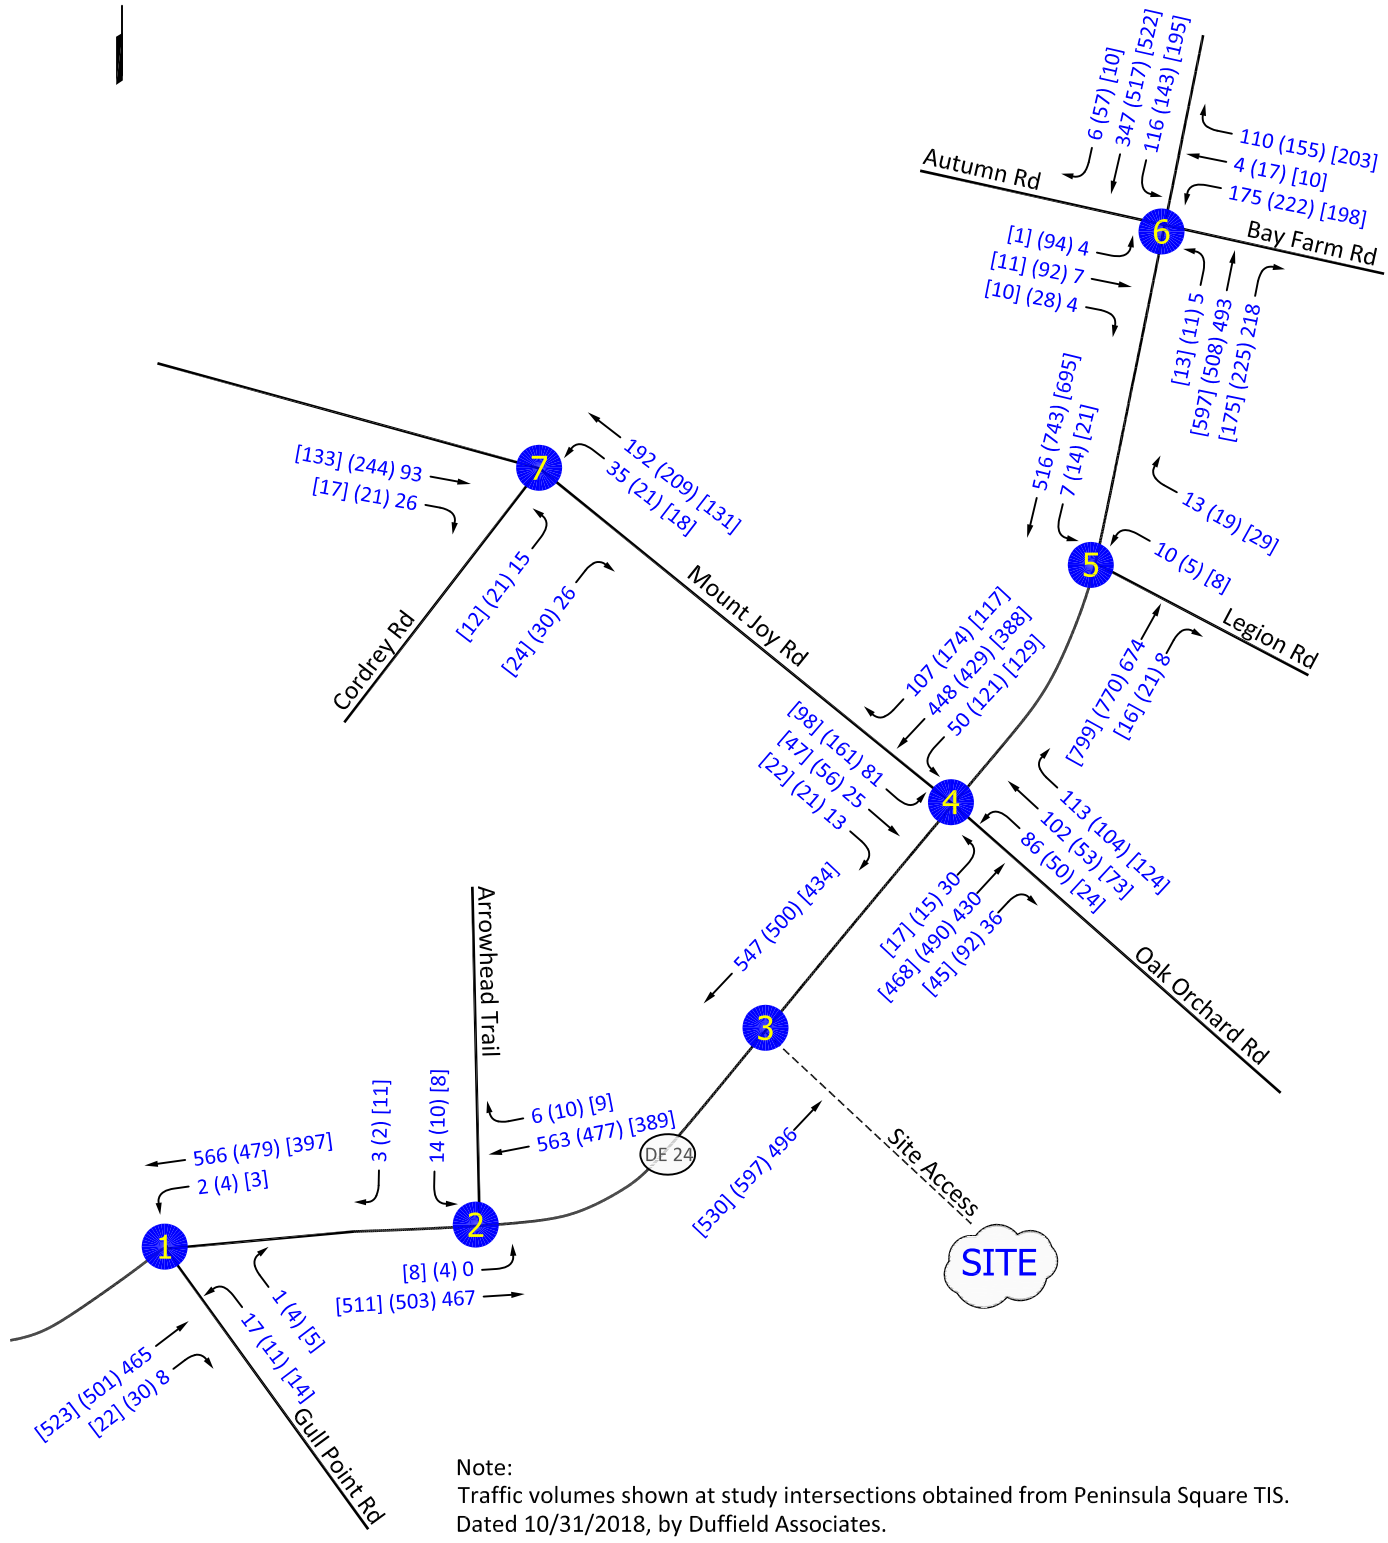 6 (57) [10]
347 (517) [522]
116 (143) [195]
110 (155) [203]
4 (17) [10]
175 (222) [198]
Autumn Rd
6
Bay Farm Rd
[1] (94) 4
[11] (92) 7
[10] (28) 4
[13] (11) 5
[597] (508) 493
[175] (225) 218
516 (743) [695]
7 (14) [21]
13 (19) [29]
10 (5) [8]
5
Legion Rd
[799] (770) 674
[16] (21) 8
[133] (244) 93
[17] (21) 26
7
192 (209) [131]
35 (21) [18]
[12] (21) 15
[24] (30) 26
Cordrey Rd
Mount Joy Rd
107 (174) [117]
448 (429) [388]
50 (121) [129]
[98] (161) 81
[47] (56) 25
[22] (21) 13
4
113 (104) [124]
102 (53) [73]
86 (50) [24]
[17] (15) 30
[468] (490) 430
[45] (92) 36
Oak Orchard Rd
547 (500) [434]
3
[530] (597) 496
Site Access
SITE
Arrowhead Trail
3 (2) [11]
14 (10) [8]
6 (10) [9]
563 (477) [389]
DE 24
2
[8] (4) 0
[511] (503) 467
566 (479) [397]
2 (4) [3]
1
1 (4) [5]
17 (11) [14]
[523] (501) 465
[22] (30) 8
Gull Point Rd
Note:
Traffic volumes shown at study intersections obtained from Peninsula Square TIS.
Dated 10/31/2018, by Duffield Associates.